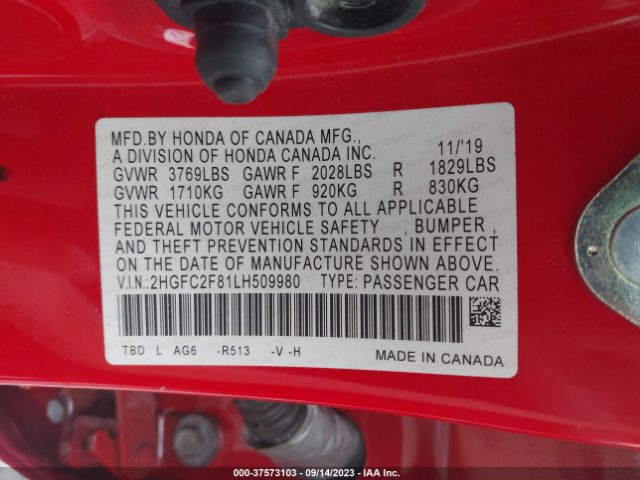 MFD.BY HONDA OF CANADA MFG.,
A DIVISION OF HONDA CANADA INC. 11/'19
GVWR 3769LBS GAWR F 2028LBS R 1829LBS
GVWR 1710KG GAWR F 920KG R 830KG
THIS VEHICLE CONFORMS TO ALL APPLICABLE
FEDERAL MOTOR VEHICLE SAFETY , BUMPER ,
AND THEFT PREVENTION STANDARDS IN EFFECT
ON THE DATE OF MANUFACTURE SHOWN ABOVE.
V.I.N.:2HGFC2F81LH509980 TYPE: PASSENGER CAR
TBD L AG6 -R513 -V -H
MADE IN CANADA
000-37573103 - 09/14/2023 - IAA Inc.